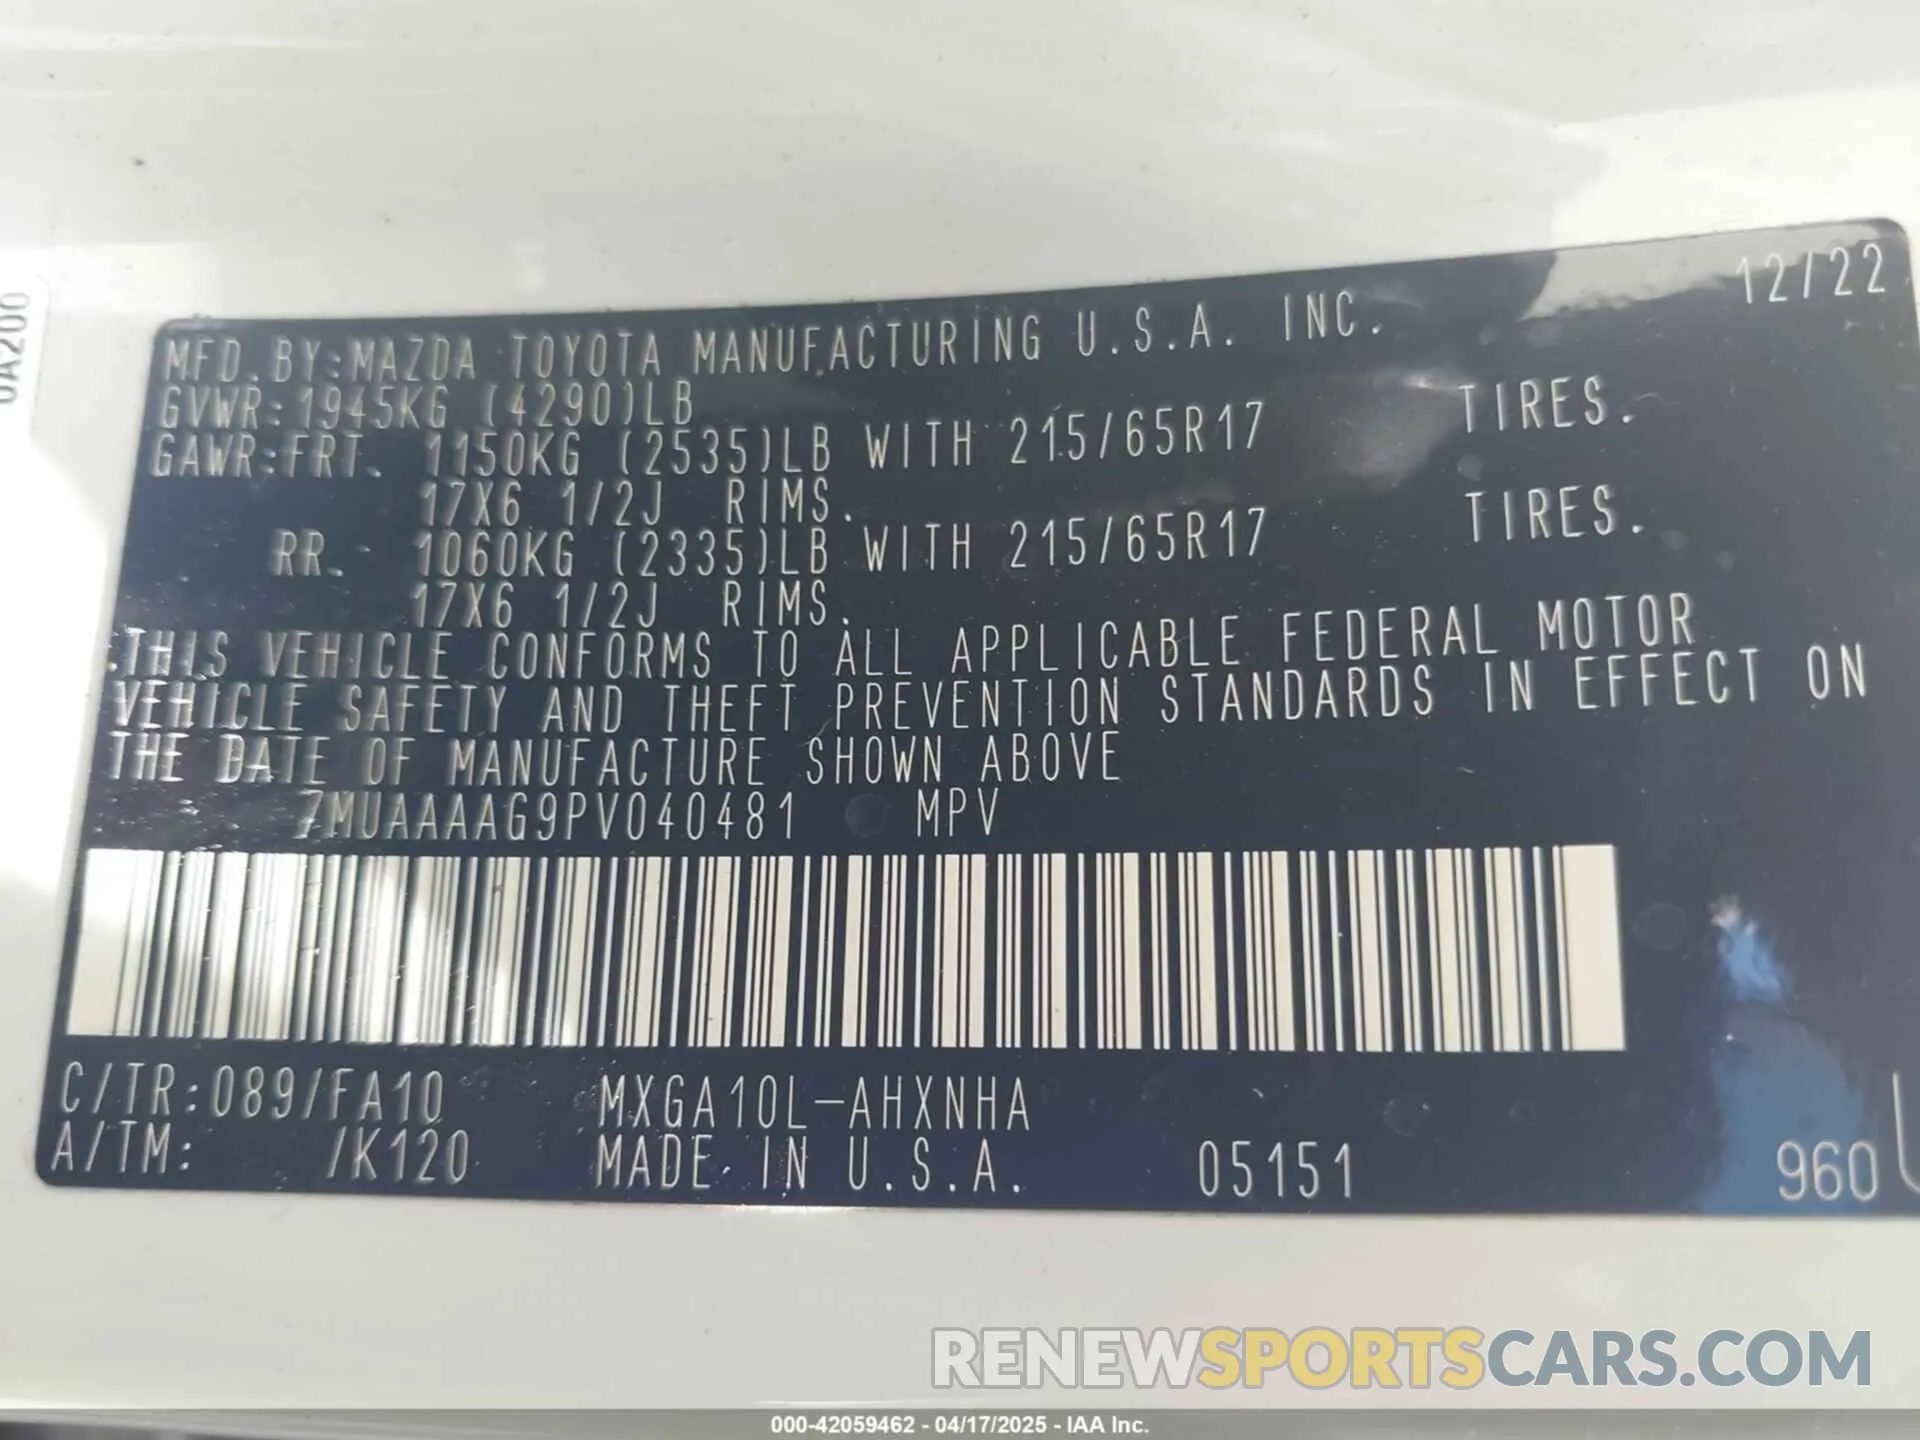 0A200
12/22
MFD.BY:MAZDA TOYOTA MANUFACTURING U.S.A. INC.
GVWR:1945KG (4290)LB
GAWR:FRT. 1150KG (2535)LB WITH 215/65R17 TIRES.
17X6 1/2J RIMS.
RR. 1060KG (2335)LB WITH 215/65R17 TIRES.
17X6 1/2J RIMS.
THIS VEHICLE CONFORMS TO ALL APPLICABLE FEDERAL MOTOR
VEHICLE SAFETY AND THEFT PREVENTION STANDARDS IN EFFECT ON
THE DATE OF MANUFACTURE SHOWN ABOVE
7MUAAAAG9PV040481 MPV
C/TR:089/FA10 MXGA10L-AHXNHA
A/TM: /K120 MADE IN U.S.A. 05151 960
RENEWSPORTSCARS.COM
000-42059462 - 04/17/2025 - IAA Inc.